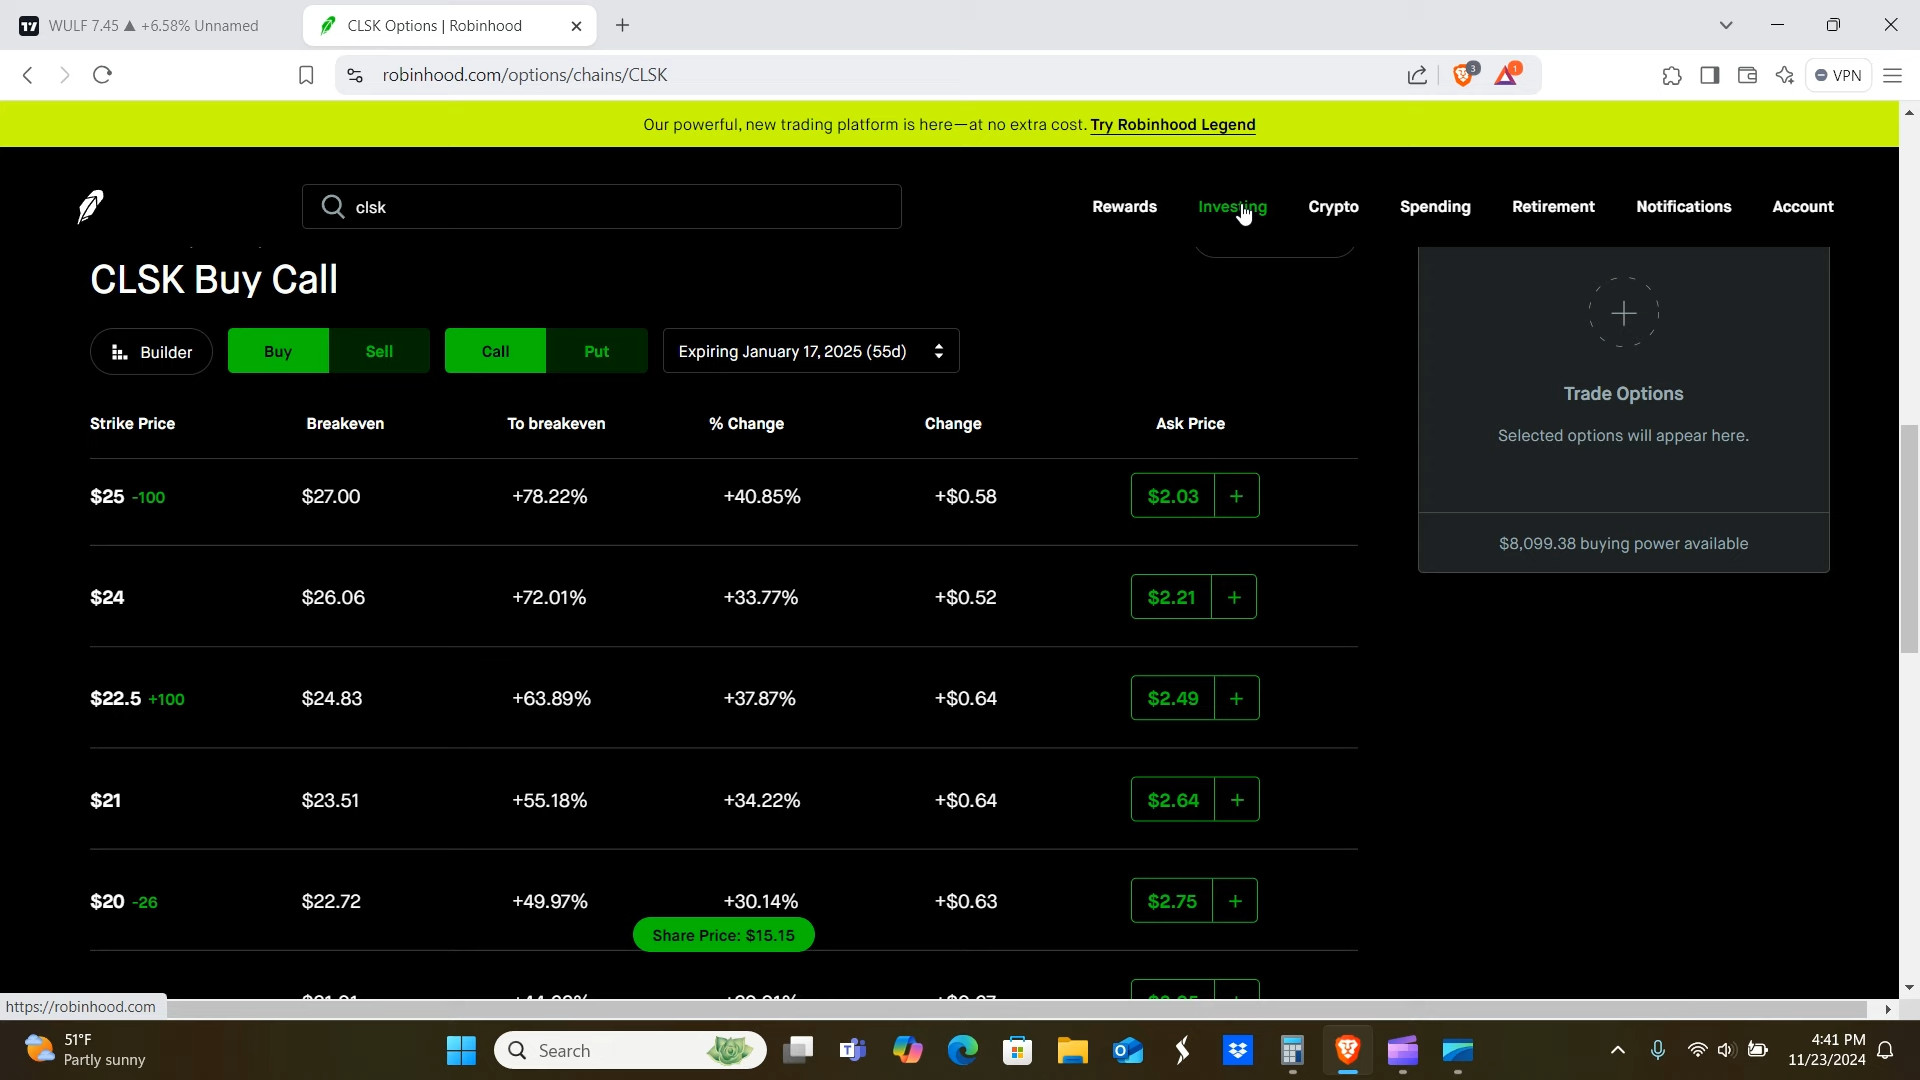 WULF 7.45 ▲ +6.58% Unnamed
CLSK Options | Robinhood
robinhood.com/options/chains/CLSK
3
1
VPN
Our powerful, new trading platform is here—at no extra cost. Try Robinhood Legend
clsk
Rewards Investing Crypto Spending Retirement Notifications Account
CLSK Buy Call
Builder Buy Sell Call Put Expiring January 17, 2025 (55d)
Strike Price Breakeven To breakeven % Change Change Ask Price
$25 -100 $27.00 +78.22% +40.85% +$0.58 $2.03 +
$24 $26.06 +72.01% +33.77% +$0.52 $2.21 +
$22.5 +100 $24.83 +63.89% +37.87% +$0.64 $2.49 +
$21 $23.51 +55.18% +34.22% +$0.64 $2.64 +
$20 -26 $22.72 +49.97% +30.14% +$0.63 $2.75 +
Share Price: $15.15
Trade Options
Selected options will appear here.
$8,099.38 buying power available
https://robinhood.com
51°F
Partly sunny
Search
4:41 PM
11/23/2024